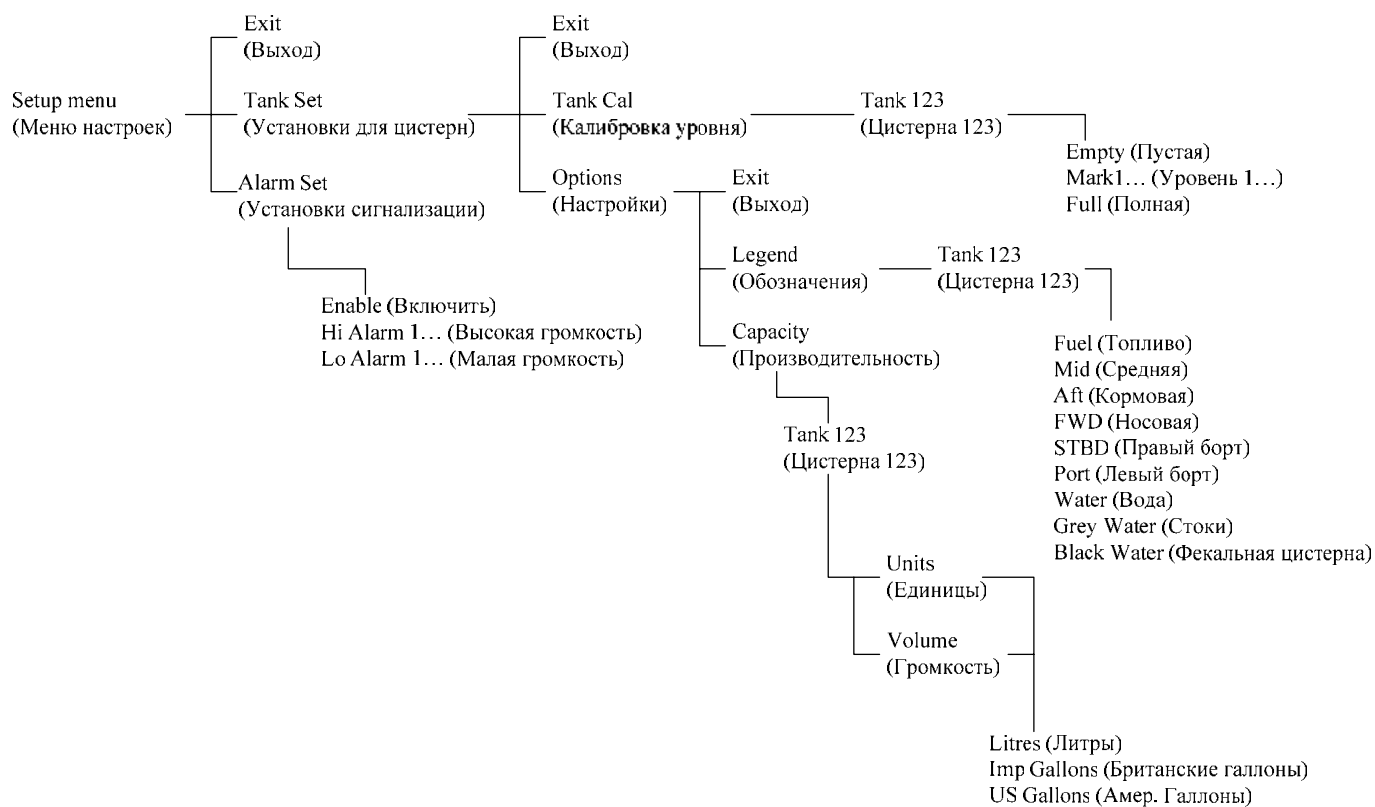 Exit
(Выход)
Exit
(Выход)
Setup menu
(Меню настроек)
Tank Set
(Установки для цистерн)
Tank Cal
(Калибровка уровня)
Tank 123
(Цистерна 123)
Empty (Пустая)
Mark1… (Уровень 1…)
Full (Полная)
Alarm Set
(Установки сигнализации)
Options
(Настройки)
Exit
(Выход)
Legend
(Обозначения)
Tank 123
(Цистерна 123)
Enable (Включить)
Hi Alarm 1… (Высокая громкость)
Lo Alarm 1… (Малая громкость)
Capacity
(Производительность)
Fuel (Топливо)
Mid (Средняя)
Aft (Кормовая)
FWD (Носовая)
STBD (Правый борт)
Port (Левый борт)
Water (Вода)
Grey Water (Стоки)
Black Water (Фекальная цистерна)
Tank 123
(Цистерна 123)
Units
(Единицы)
Volume
(Громкость)
Litres (Литры)
Imp Gallons (Британские галлоны)
US Gallons (Амер. Галлоны)